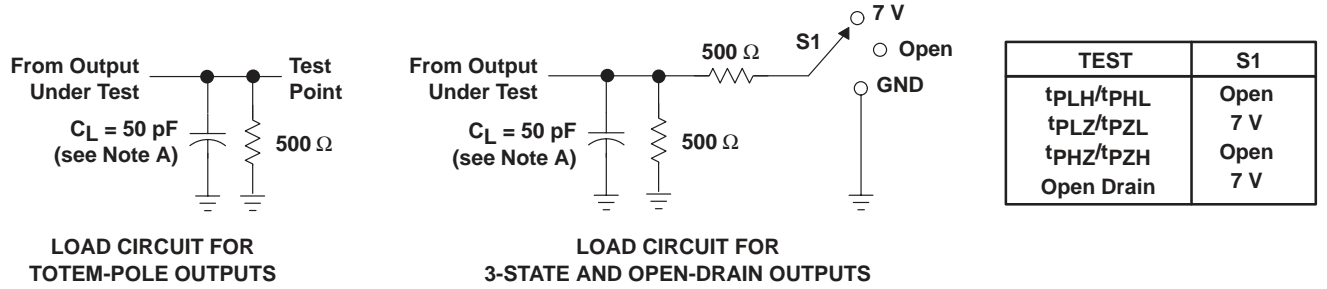 From Output
Under Test
Test
Point
CL = 50 pF
(see Note A)
500 Ω
LOAD CIRCUIT FOR
TOTEM-POLE OUTPUTS
From Output
Under Test
500 Ω
S1
7 V
Open
GND
CL = 50 pF
(see Note A)
500 Ω
LOAD CIRCUIT FOR
3-STATE AND OPEN-DRAIN OUTPUTS
TEST S1
tPLH/tPHL Open
tPLZ/tPZL 7 V
tPHZ/tPZH Open
Open Drain 7 V